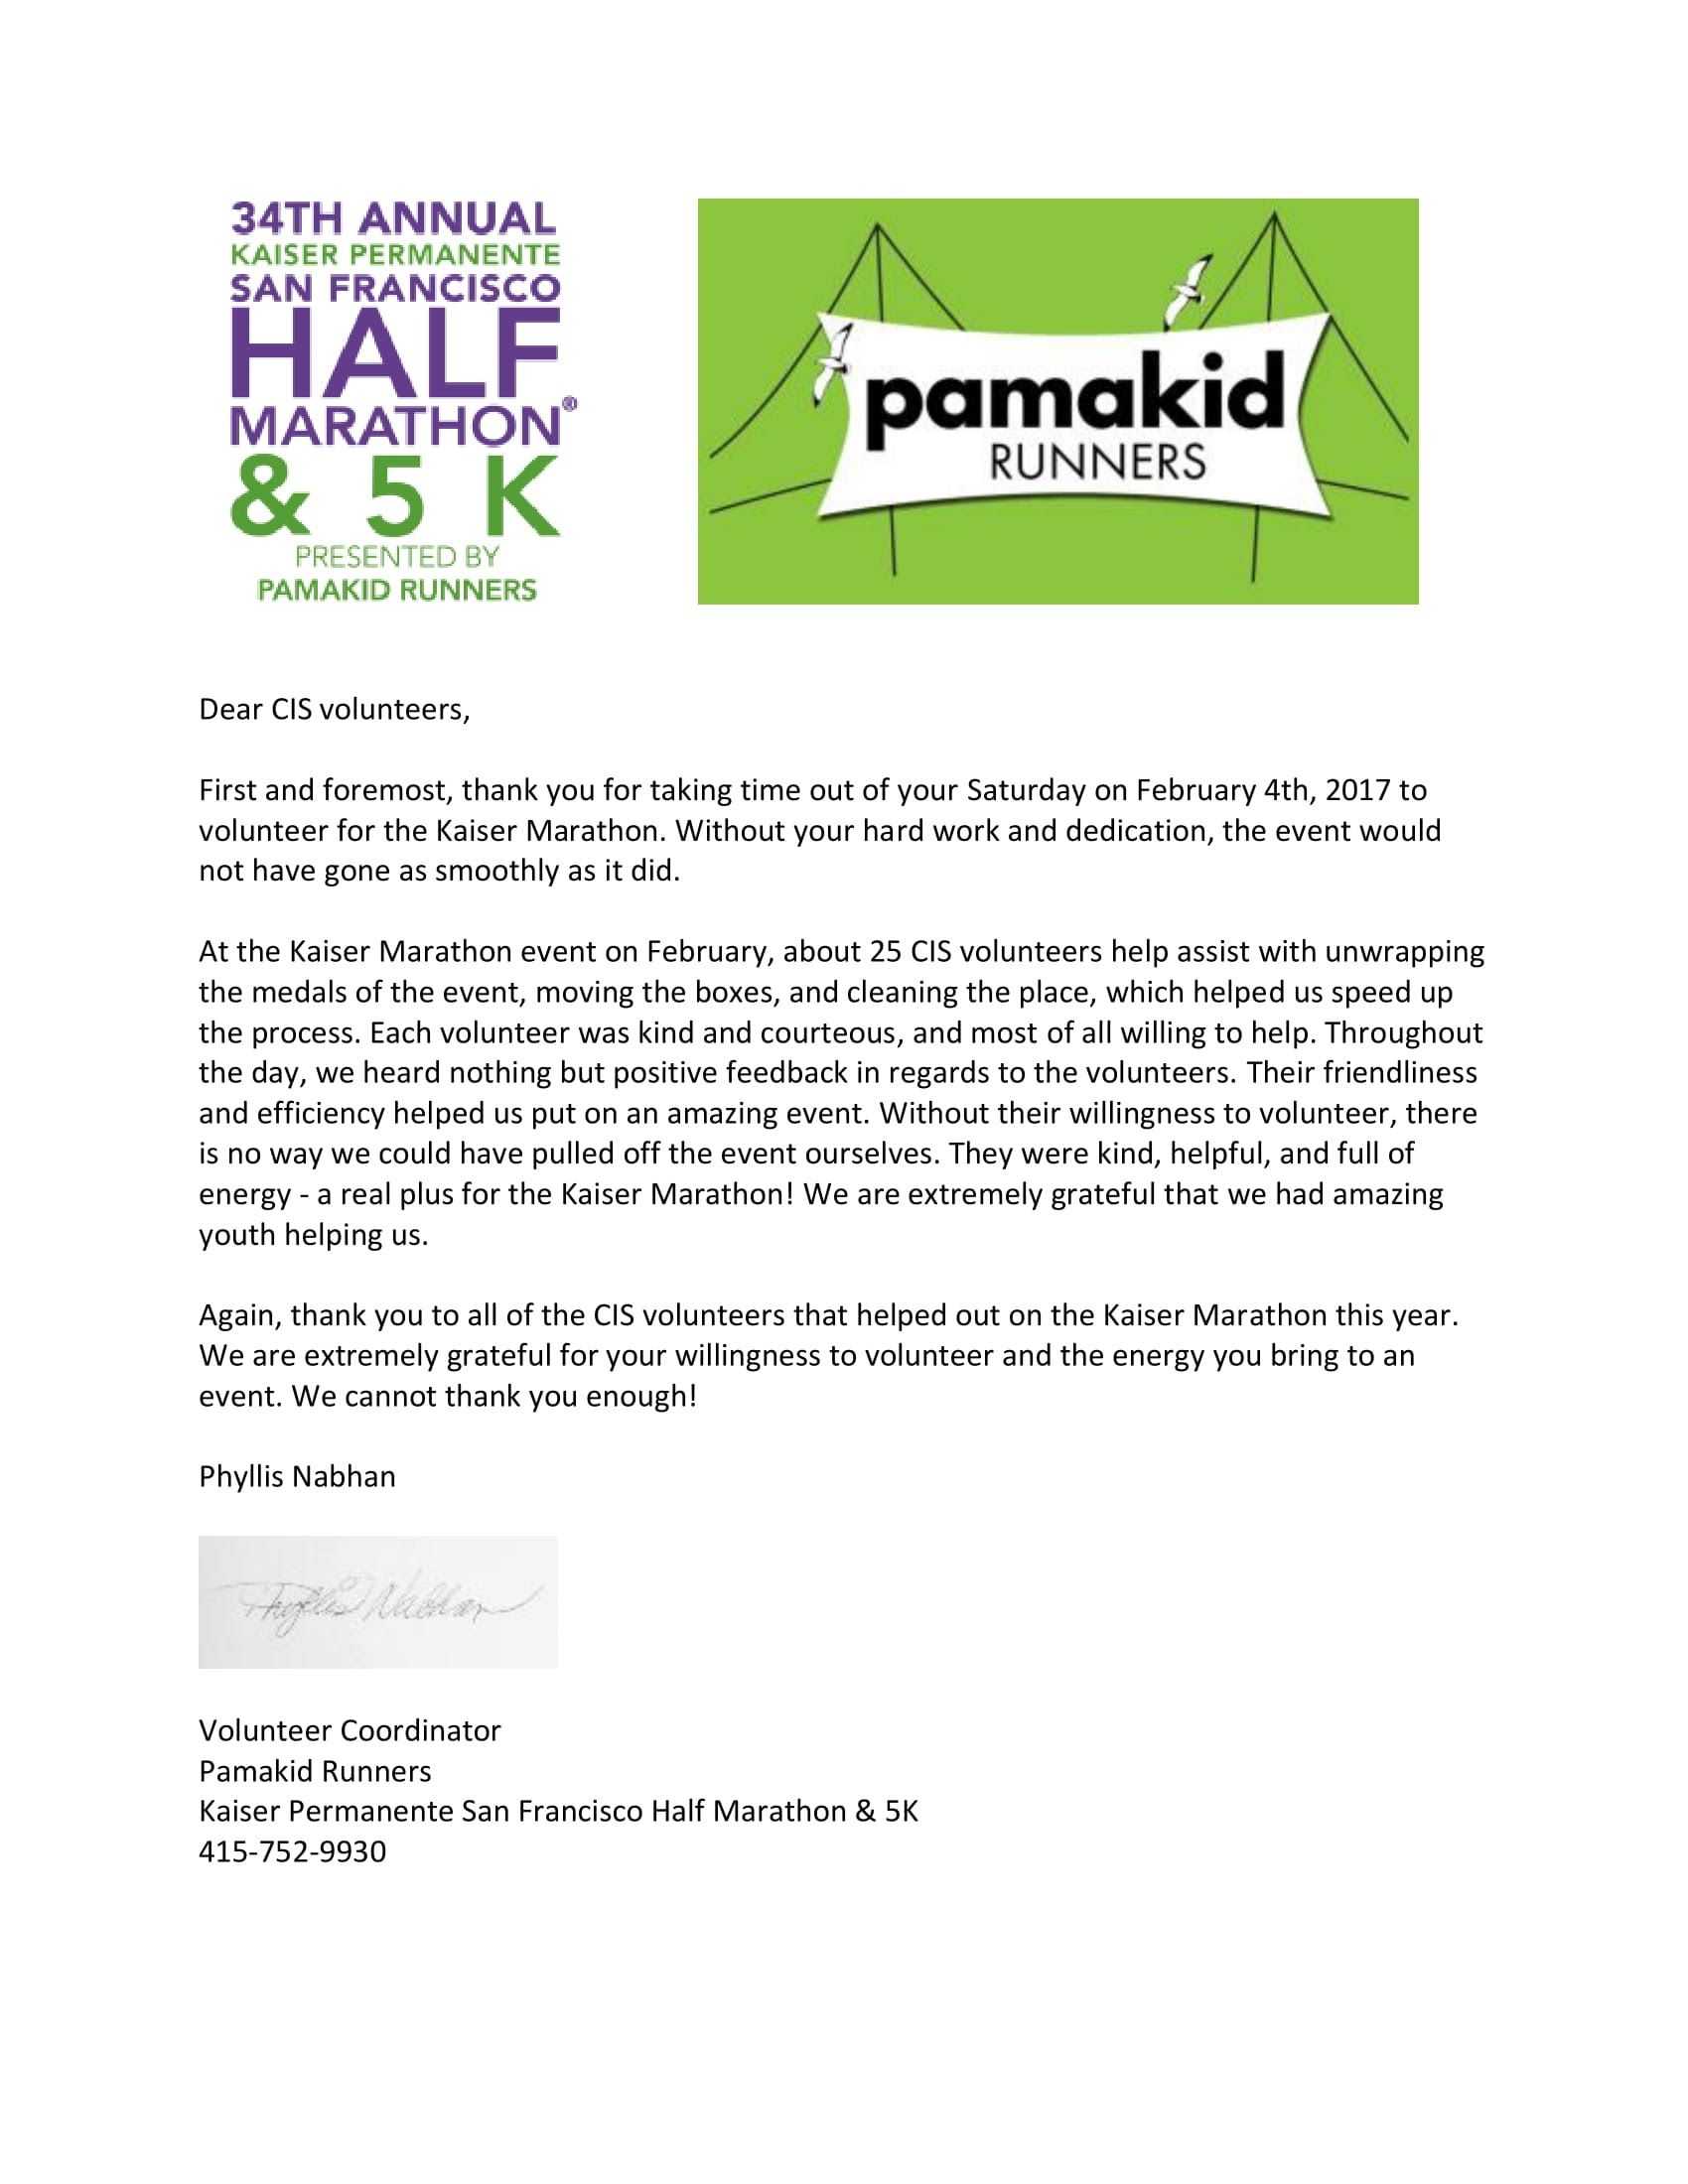 34TH ANNUAL
KAISER PERMANENTE
SAN FRANCISCO
HALF
MARATHON®
& 5 K
PRESENTED BY
PAMAKID RUNNERS
pamakid
RUNNERS
Dear CIS volunteers,
First and foremost, thank you for taking time out of your Saturday on February 4th, 2017 to
volunteer for the Kaiser Marathon. Without your hard work and dedication, the event would
not have gone as smoothly as it did.
At the Kaiser Marathon event on February, about 25 CIS volunteers help assist with unwrapping
the medals of the event, moving the boxes, and cleaning the place, which helped us speed up
the process. Each volunteer was kind and courteous, and most of all willing to help. Throughout
the day, we heard nothing but positive feedback in regards to the volunteers. Their friendliness
and efficiency helped us put on an amazing event. Without their willingness to volunteer, there
is no way we could have pulled off the event ourselves. They were kind, helpful, and full of
energy - a real plus for the Kaiser Marathon! We are extremely grateful that we had amazing
youth helping us.
Again, thank you to all of the CIS volunteers that helped out on the Kaiser Marathon this year.
We are extremely grateful for your willingness to volunteer and the energy you bring to an
event. We cannot thank you enough!
Phyllis Nabhan
Phyllis Nabhan
Volunteer Coordinator
Pamakid Runners
Kaiser Permanente San Francisco Half Marathon & 5K
415-752-9930